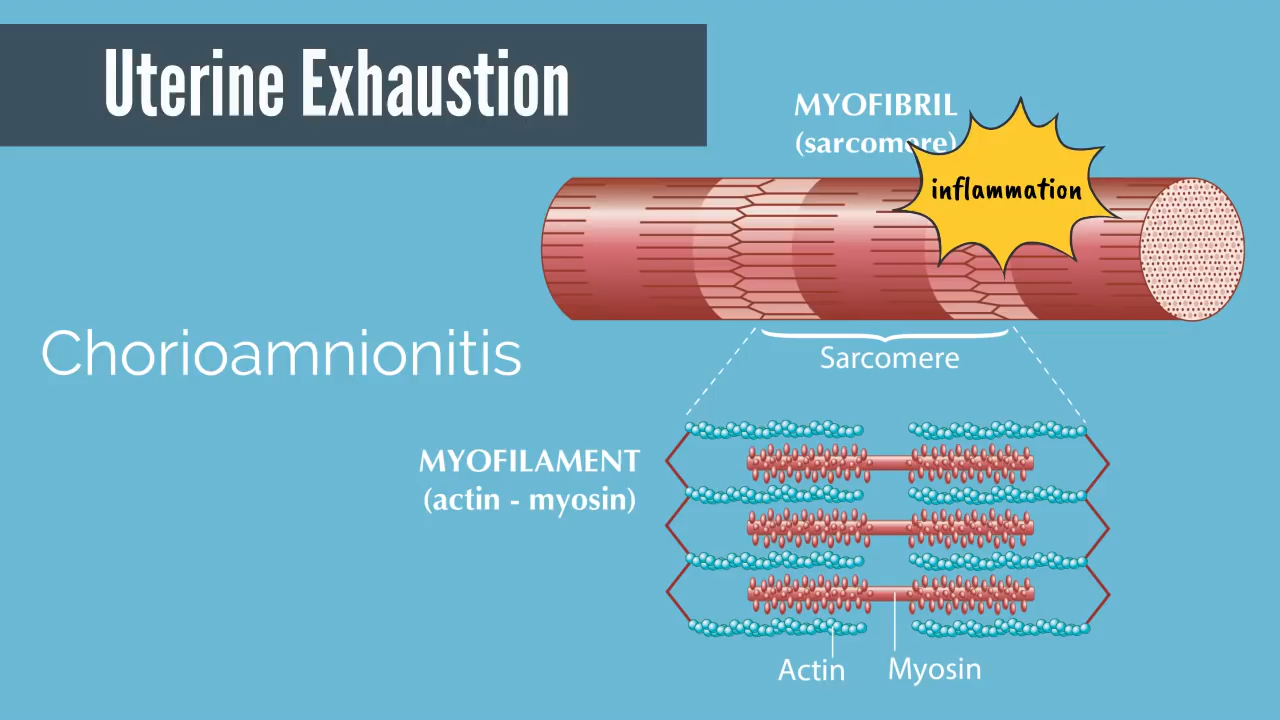 Uterine Exhaustion
MYOFIBRIL
(sarcomere)
inflammation
Chorioamnionitis
Sarcomere
MYOFILAMENT
(actin - myosin)
Actin
Myosin